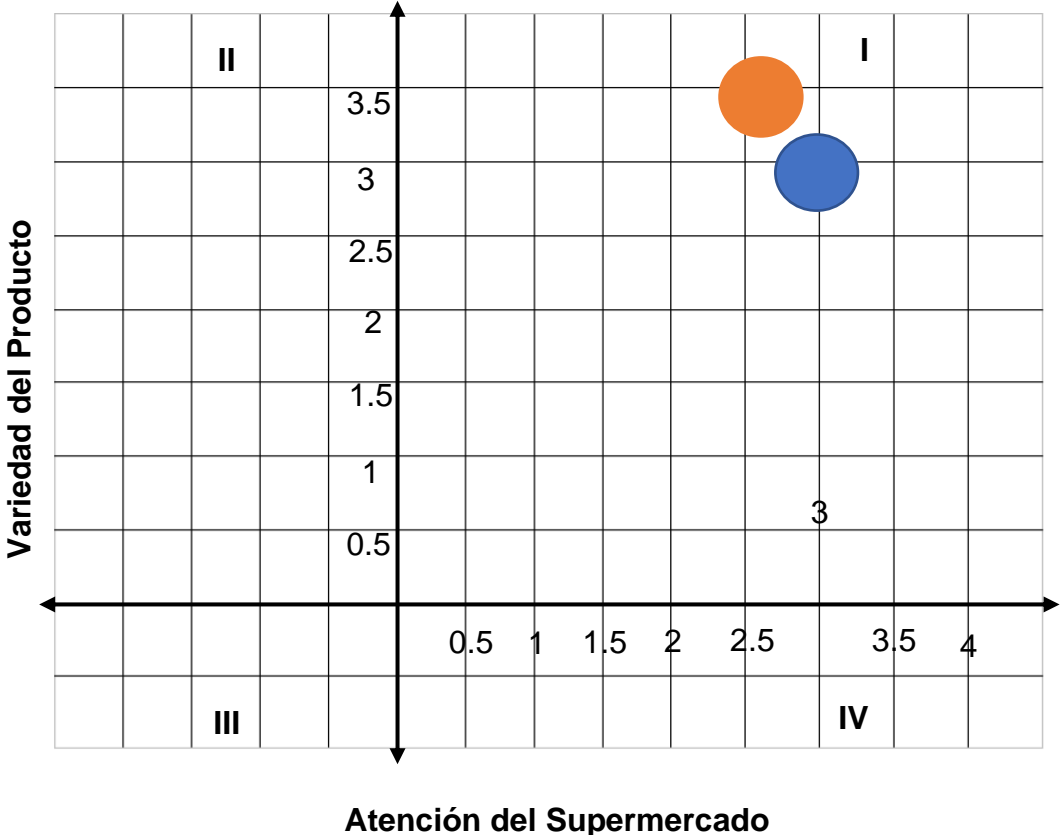 II
I
3.5
3
2.5
2
1.5
1
0.5
3
0.5 1 1.5 2 2.5 3.5 4
III
IV
Variedad del Producto
Atención del Supermercado